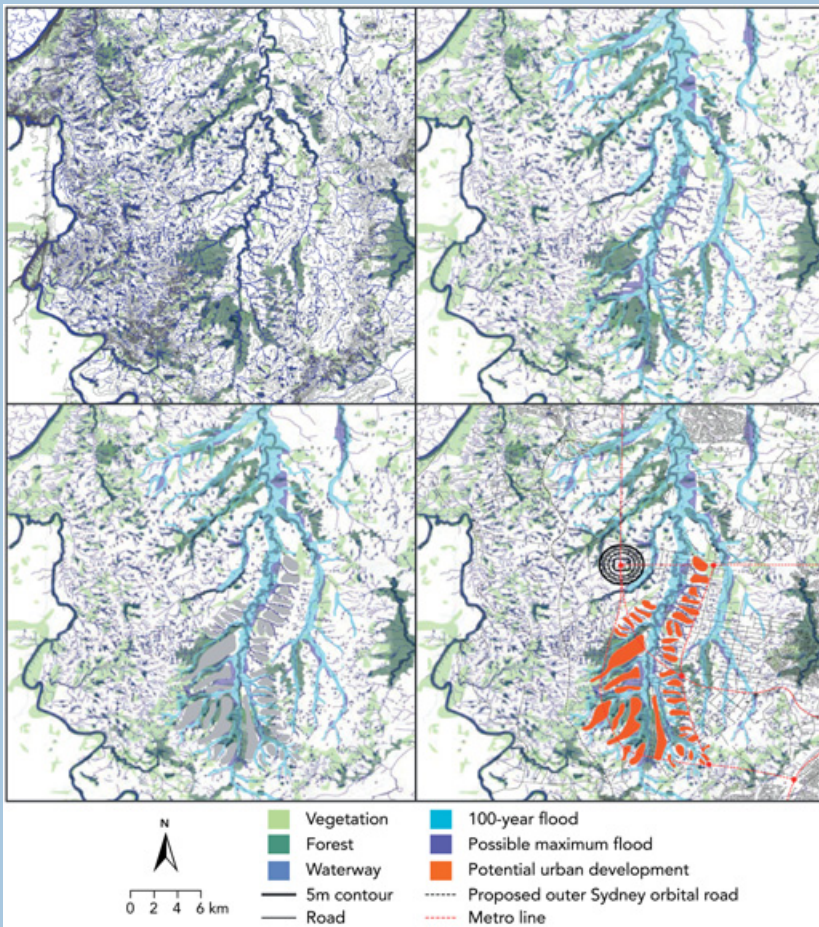 N
0 2 4 6 km
Vegetation
Forest
Waterway
5m contour
Road
100-year flood
Possible maximum flood
Potential urban development
Proposed outer Sydney orbital road
Metro line